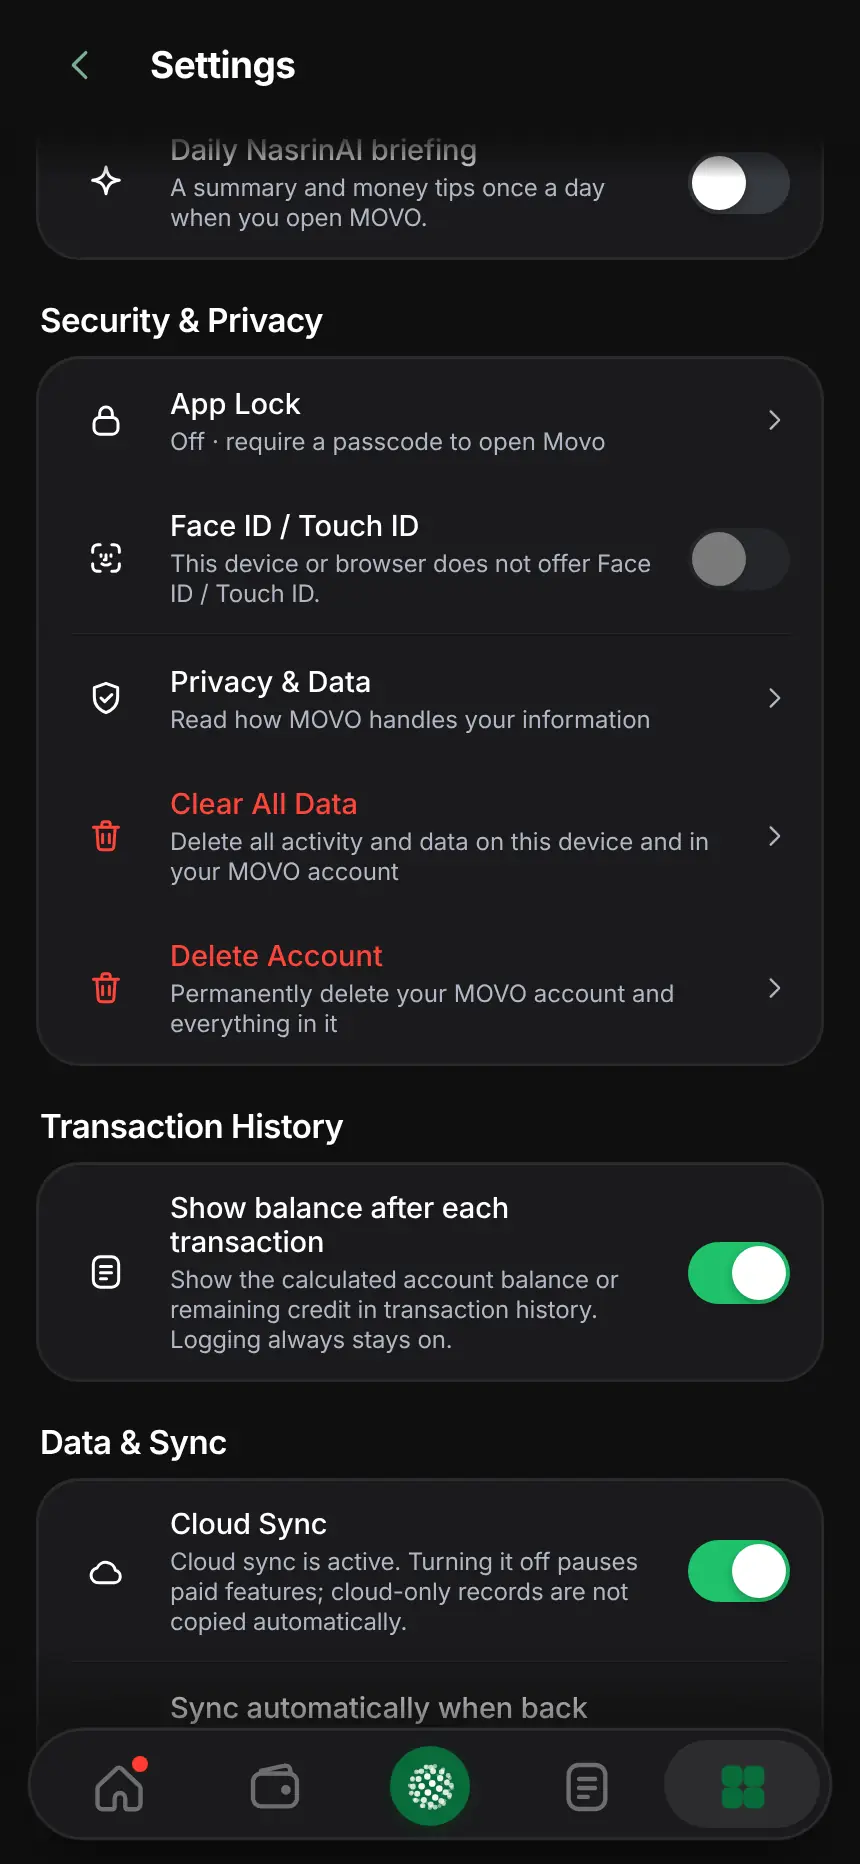 Settings
Daily NasrinAI briefing
A summary and money tips once a day
when you open MOVO.
Security & Privacy
App Lock
Off · require a passcode to open Movo
Face ID / Touch ID
This device or browser does not offer Face
ID / Touch ID.
Privacy & Data
Read how MOVO handles your information
Clear All Data
Delete all activity and data on this device and in
your MOVO account
Delete Account
Permanently delete your MOVO account and
everything in it
Transaction History
Show balance after each
transaction
Show the calculated account balance or
remaining credit in transaction history.
Logging always stays on.
Data & Sync
Cloud Sync
Cloud sync is active. Turning it off pauses
paid features; cloud-only records are not
copied automatically.
Sync automatically when back